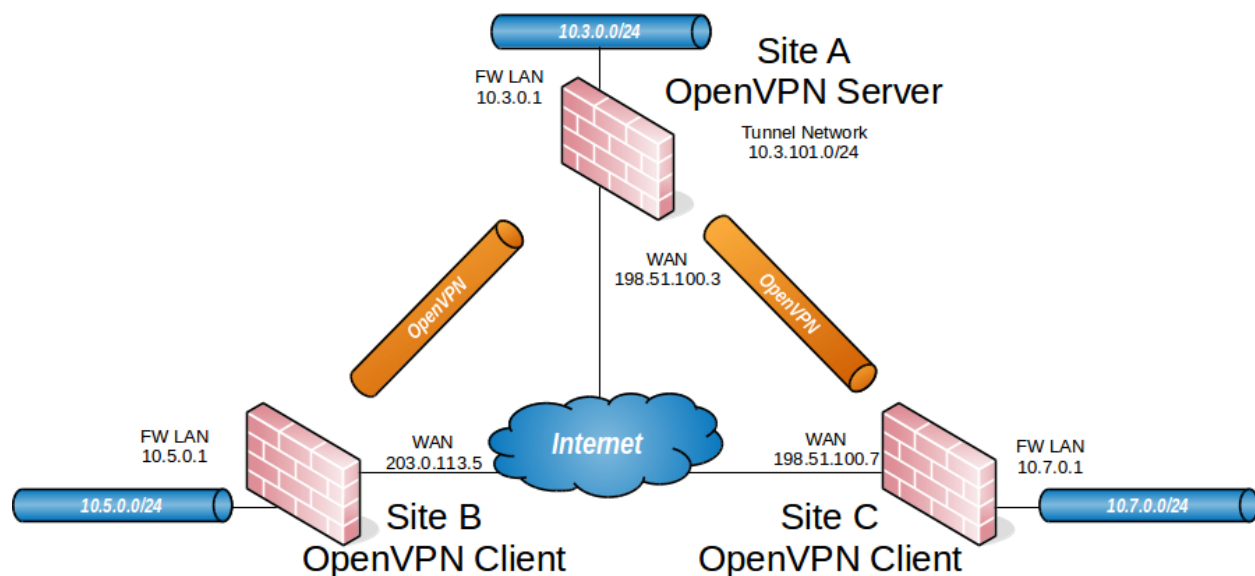 10.3.0.0/24
Site A
OpenVPN Server
FW LAN
10.3.0.1
Tunnel Network
10.3.101.0/24
WAN
198.51.100.3
OpenVPN
OpenVPN
FW LAN
10.5.0.1
WAN
203.0.113.5
Internet
WAN
198.51.100.7
FW LAN
10.7.0.1
10.5.0.0/24
10.7.0.0/24
Site B
OpenVPN Client
Site C
OpenVPN Client